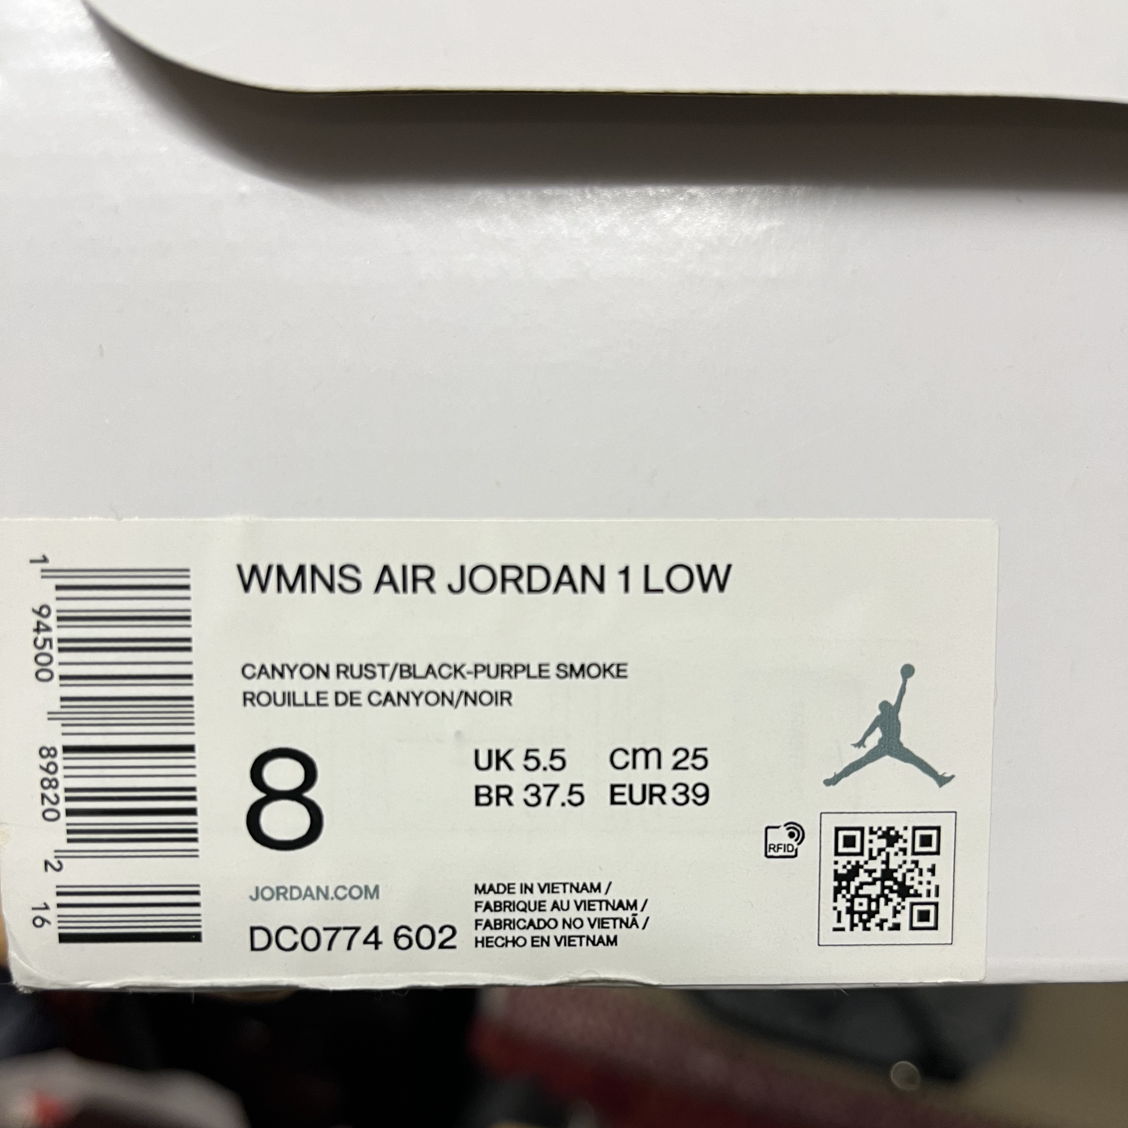 WMNS AIR JORDAN 1 LOW
CANYON RUST/BLACK-PURPLE SMOKE
ROUILLE DE CANYON/NOIR
8
UK 5.5 cm 25
BR 37.5 EUR 39
RFID
JORDAN.COM
DC0774 602
MADE IN VIETNAM /
FABRIQUE AU VIETNAM /
FABRICADO NO VIETNÃ /
HECHO EN VIETNAM
1 94500 89820 2 16